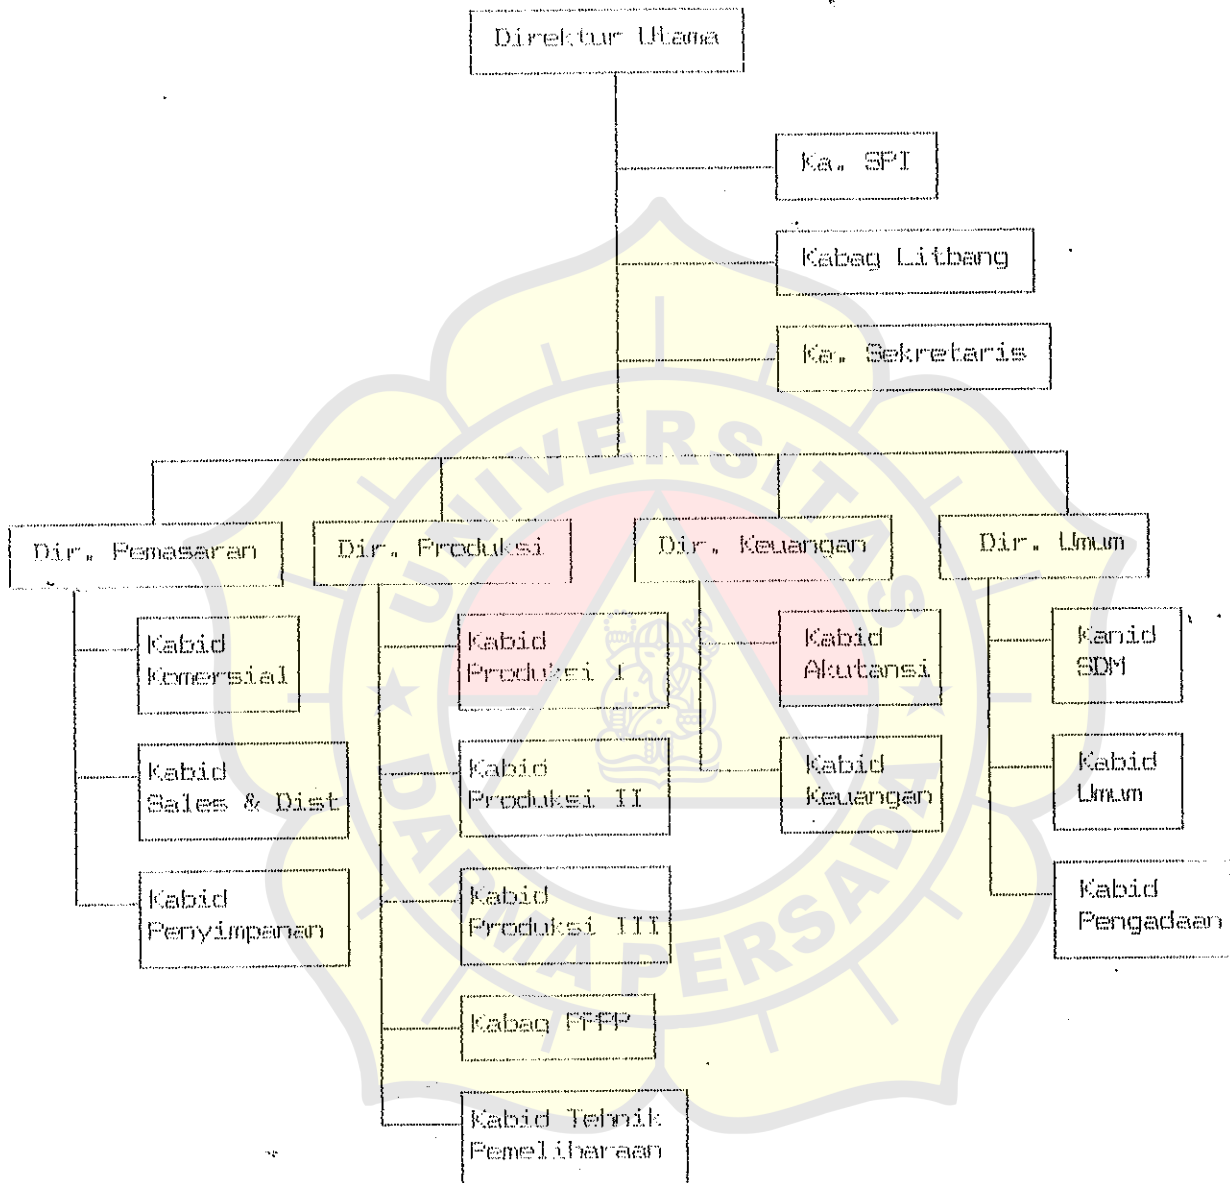 Direktur Utama
Ka. SPI
Kabag Litbang
Ka. Sekretaris
Dir. Pemasaran
Dir. Produksi
Dir. Keuangan
Dir. Umum
Kabid
Komersial
Kabid
Produksi I
Kabid
Akutansi
Kanid
SDM
Kabid
Sales & Dist
Kabid
Produksi II
Kabid
Keuangan
Kabid
Umum
Kabid
Penyimpanan
Kabid
Produksi III
Kabid
Pengadaan
Kabag
Kabid Tehnik
Pemeliharaan
UNIVERSITAS
DARMA PERSADA